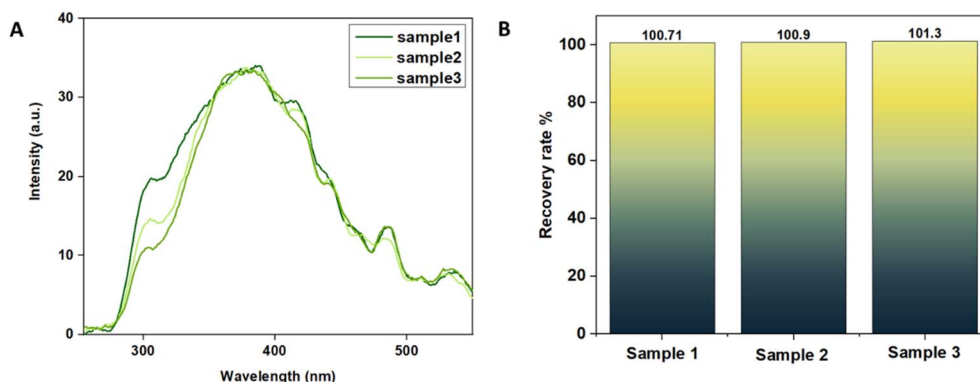 A
40
30
20
10
0
Intensity (a.u.)
300
400
500
Wavelength (nm)
sample1
sample2
sample3
B
100
80
60
40
20
0
Recovery rate %
100.71
100.9
101.3
Sample 1
Sample 2
Sample 3